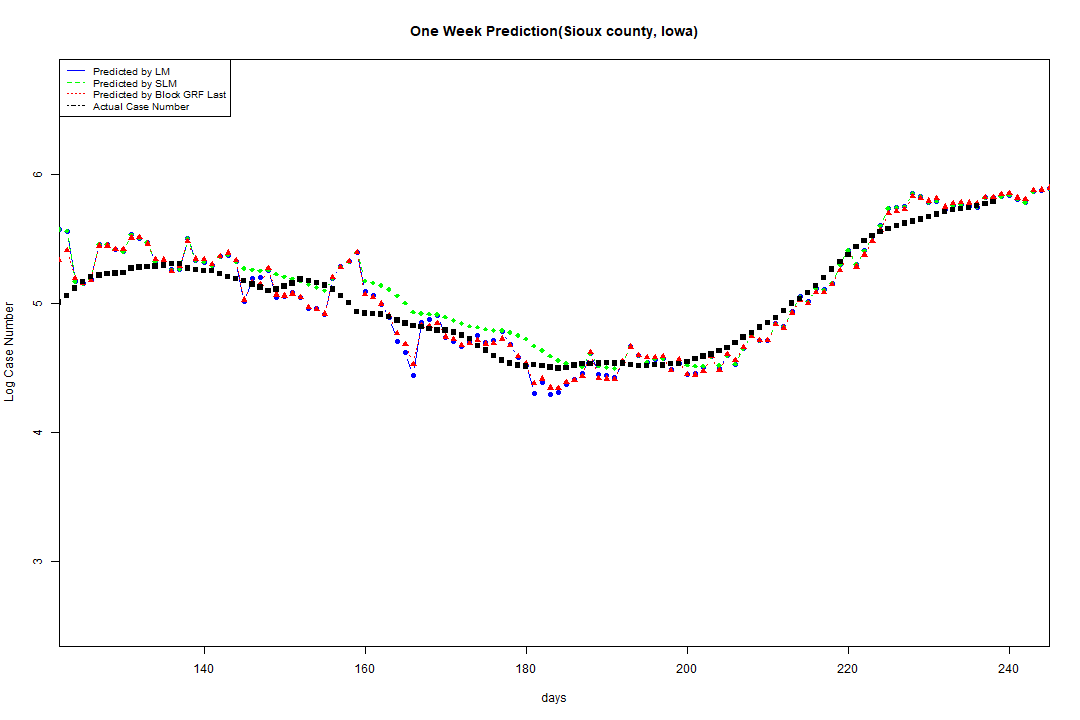 One Week Prediction(Sioux county, Iowa)
Predicted by LM
Predicted by SLM
Predicted by Block GRF Last
Actual Case Number
Log Case Number
6
5
4
3
140 160 180 200 220 240
days